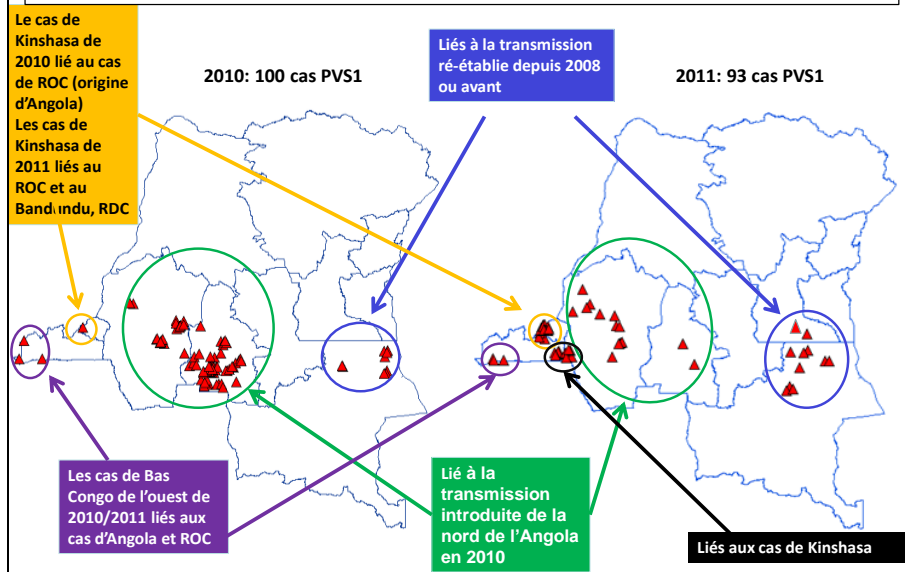 Le cas de
Kinshasa de
2010 lié au cas
de ROC (origine
d’Angola)
Les cas de
Kinshasa de
2011 liés au
ROC et au
Bandundu, RDC
2010: 100 cas PVS1
Liés à la transmission
ré-établie depuis 2008
ou avant
2011: 93 cas PVS1
Les cas de Bas
Congo de l’ouest de
2010/2011 liés aux
cas d’Angola et ROC
Lié à la
transmission
introduite de la
nord de l’Angola
en 2010
Liés aux cas de Kinshasa